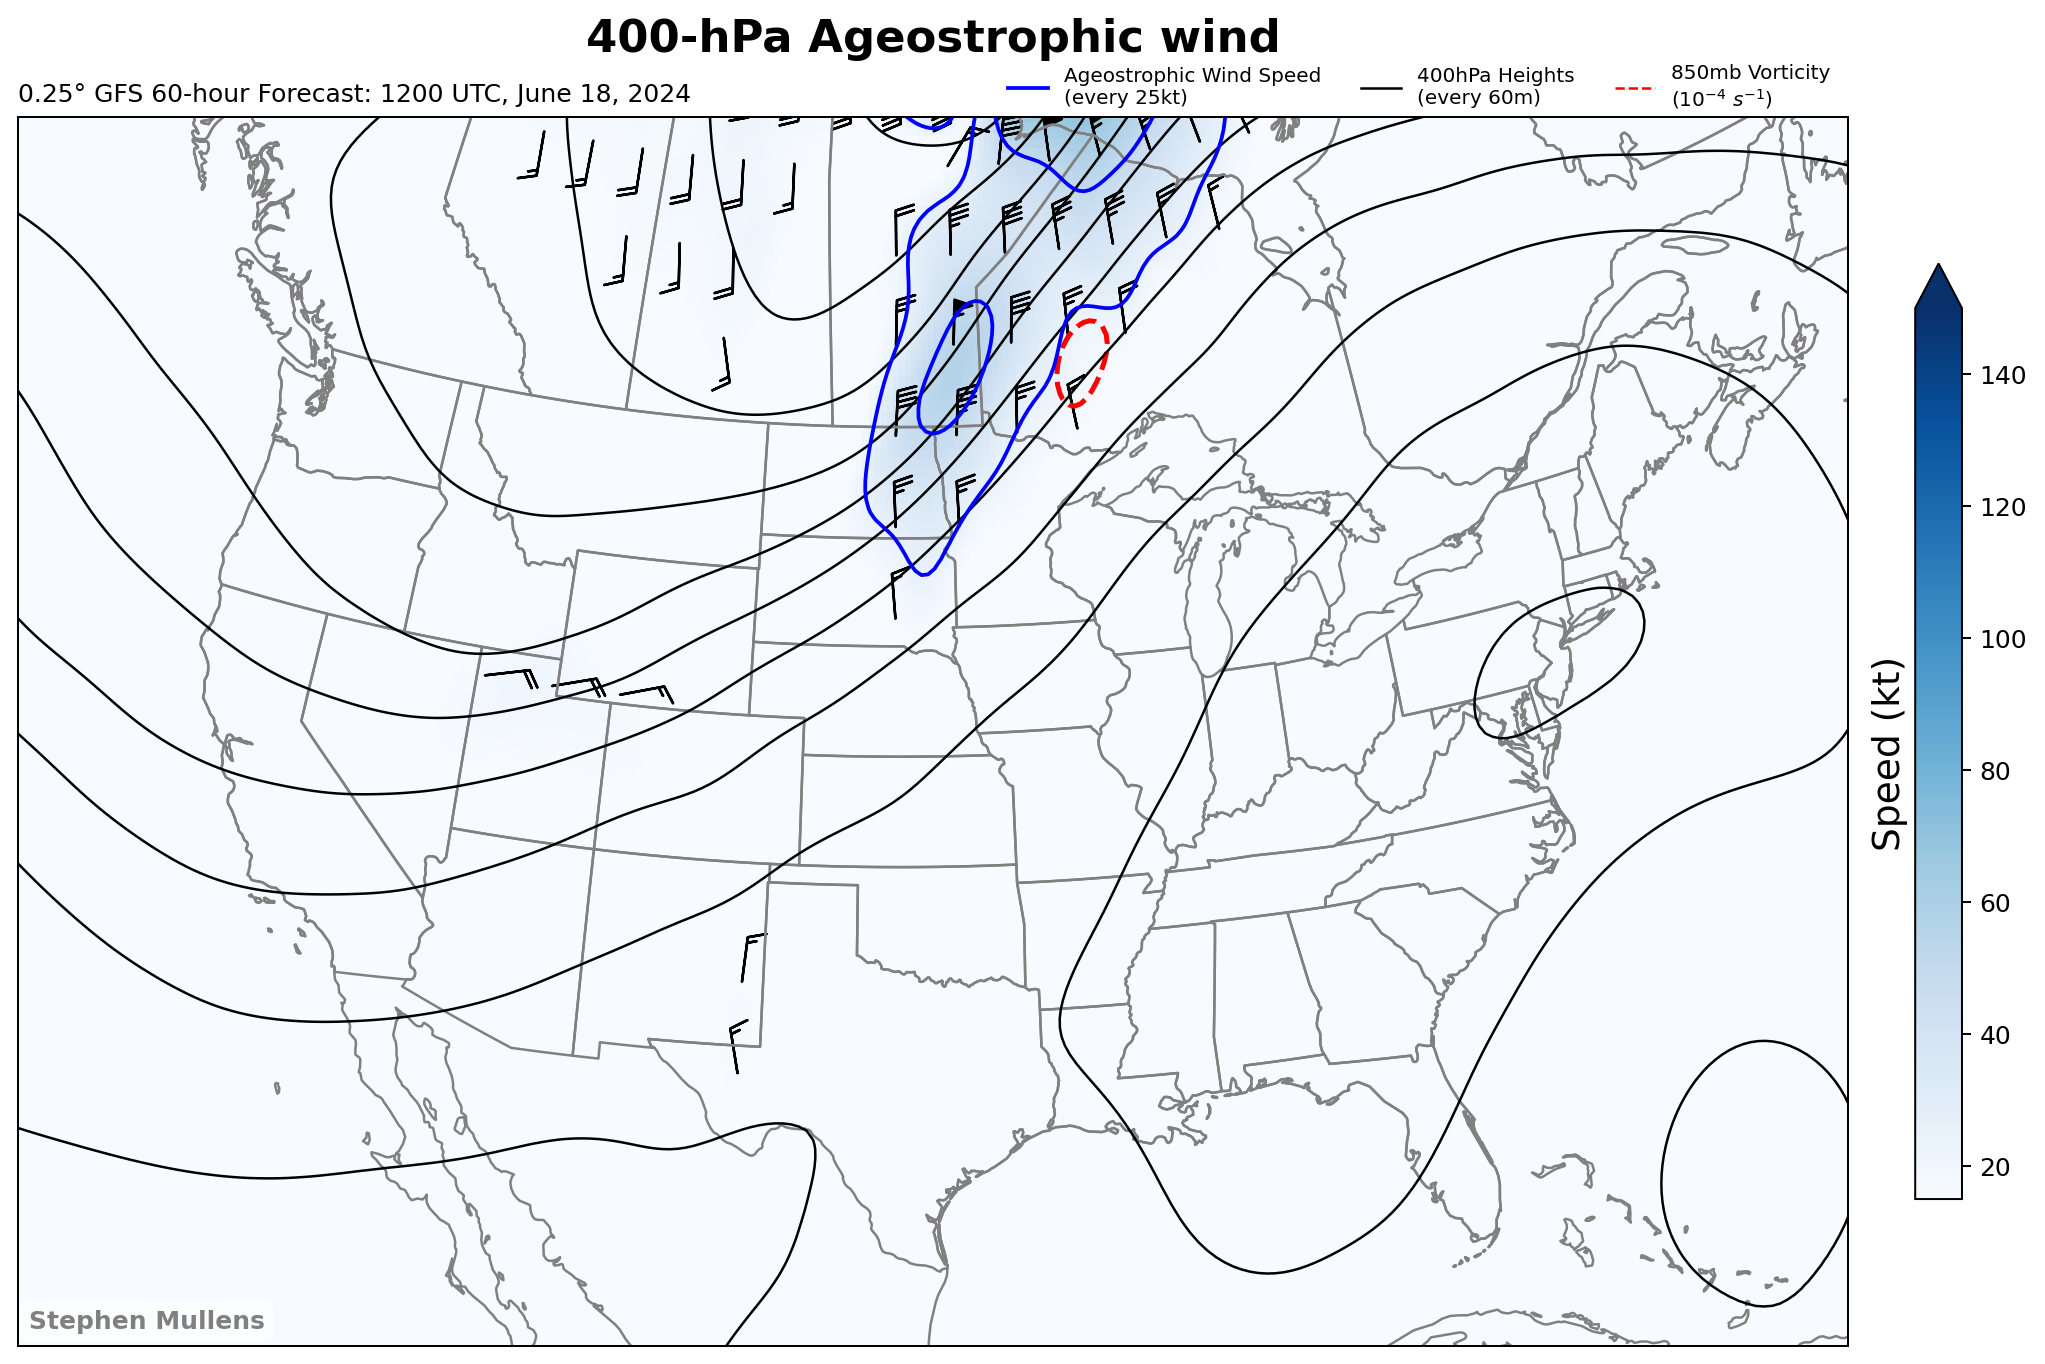 400-hPa Ageostrophic wind
0.25° GFS 60-hour Forecast: 1200 UTC, June 18, 2024
Ageostrophic Wind Speed
(every 25kt)
400hPa Heights
(every 60m)
850mb Vorticity
(10⁻⁴ s⁻¹)
140
120
100
80
60
40
20
Speed (kt)
Stephen Mullens